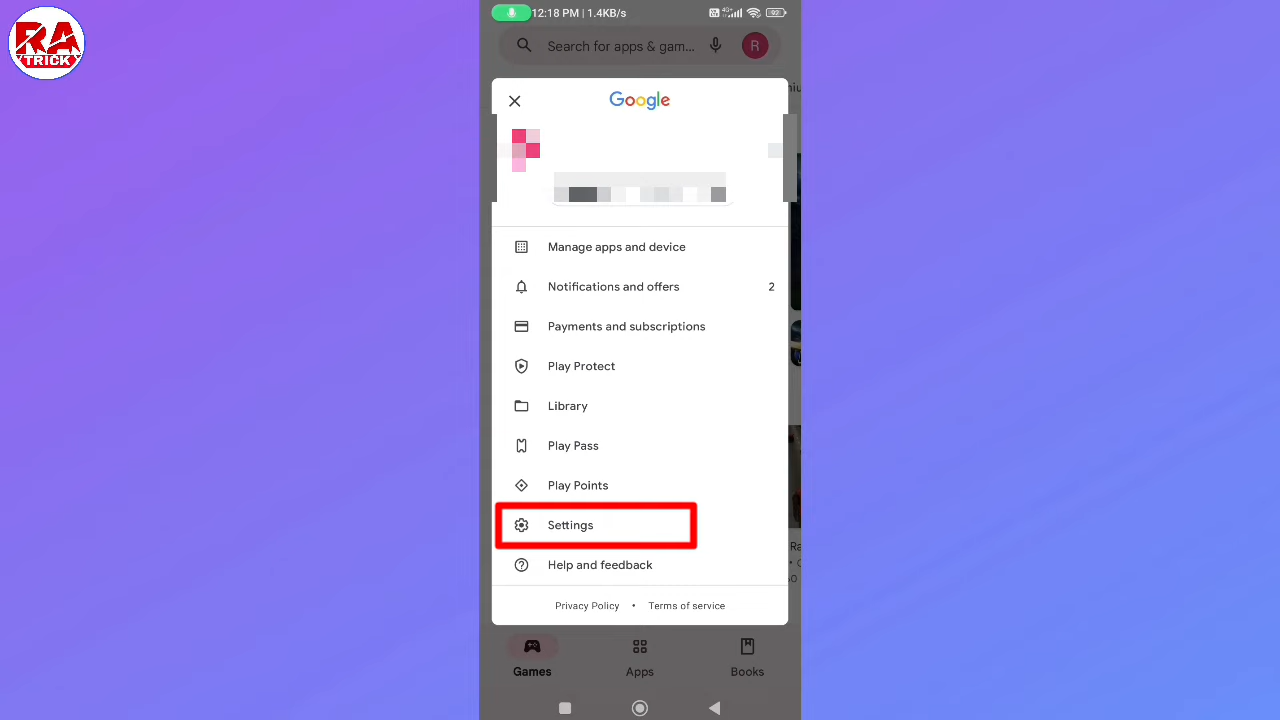 RA
TRICK
12:18 PM | 1.4KB/s
4G
92
Search for apps & gam...
R
Google
Manage apps and device
Notifications and offers 2
Payments and subscriptions
Play Protect
Library
Play Pass
Play Points
Settings
Help and feedback
Privacy Policy • Terms of service
Games Apps Books